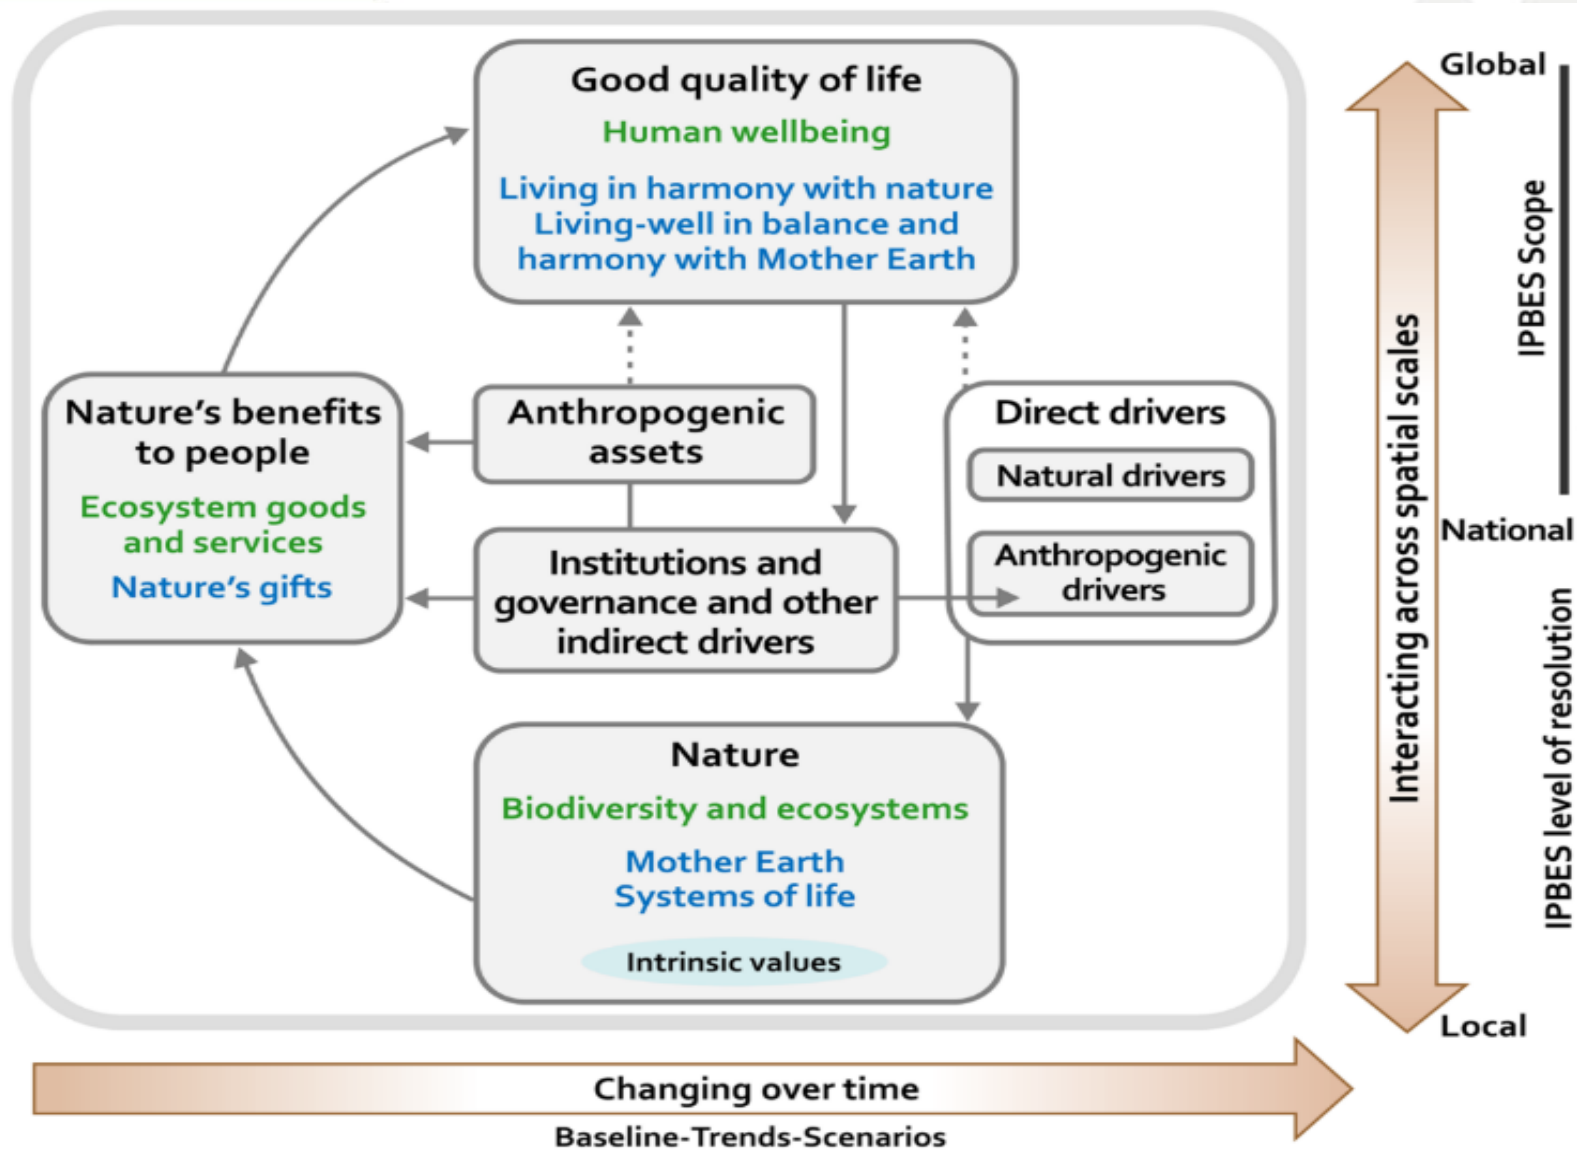 Good quality of life
Human wellbeing
Living in harmony with nature
Living-well in balance and
harmony with Mother Earth
Nature's benefits
to people
Ecosystem goods
and services
Nature's gifts
Anthropogenic
assets
Institutions and
governance and other
indirect drivers
Direct drivers
Natural drivers
Anthropogenic
drivers
Nature
Biodiversity and ecosystems
Mother Earth
Systems of life
Intrinsic values
Changing over time
Baseline-Trends-Scenarios
Interacting across spatial scales
Global
National
Local
IPBES Scope
IPBES level of resolution